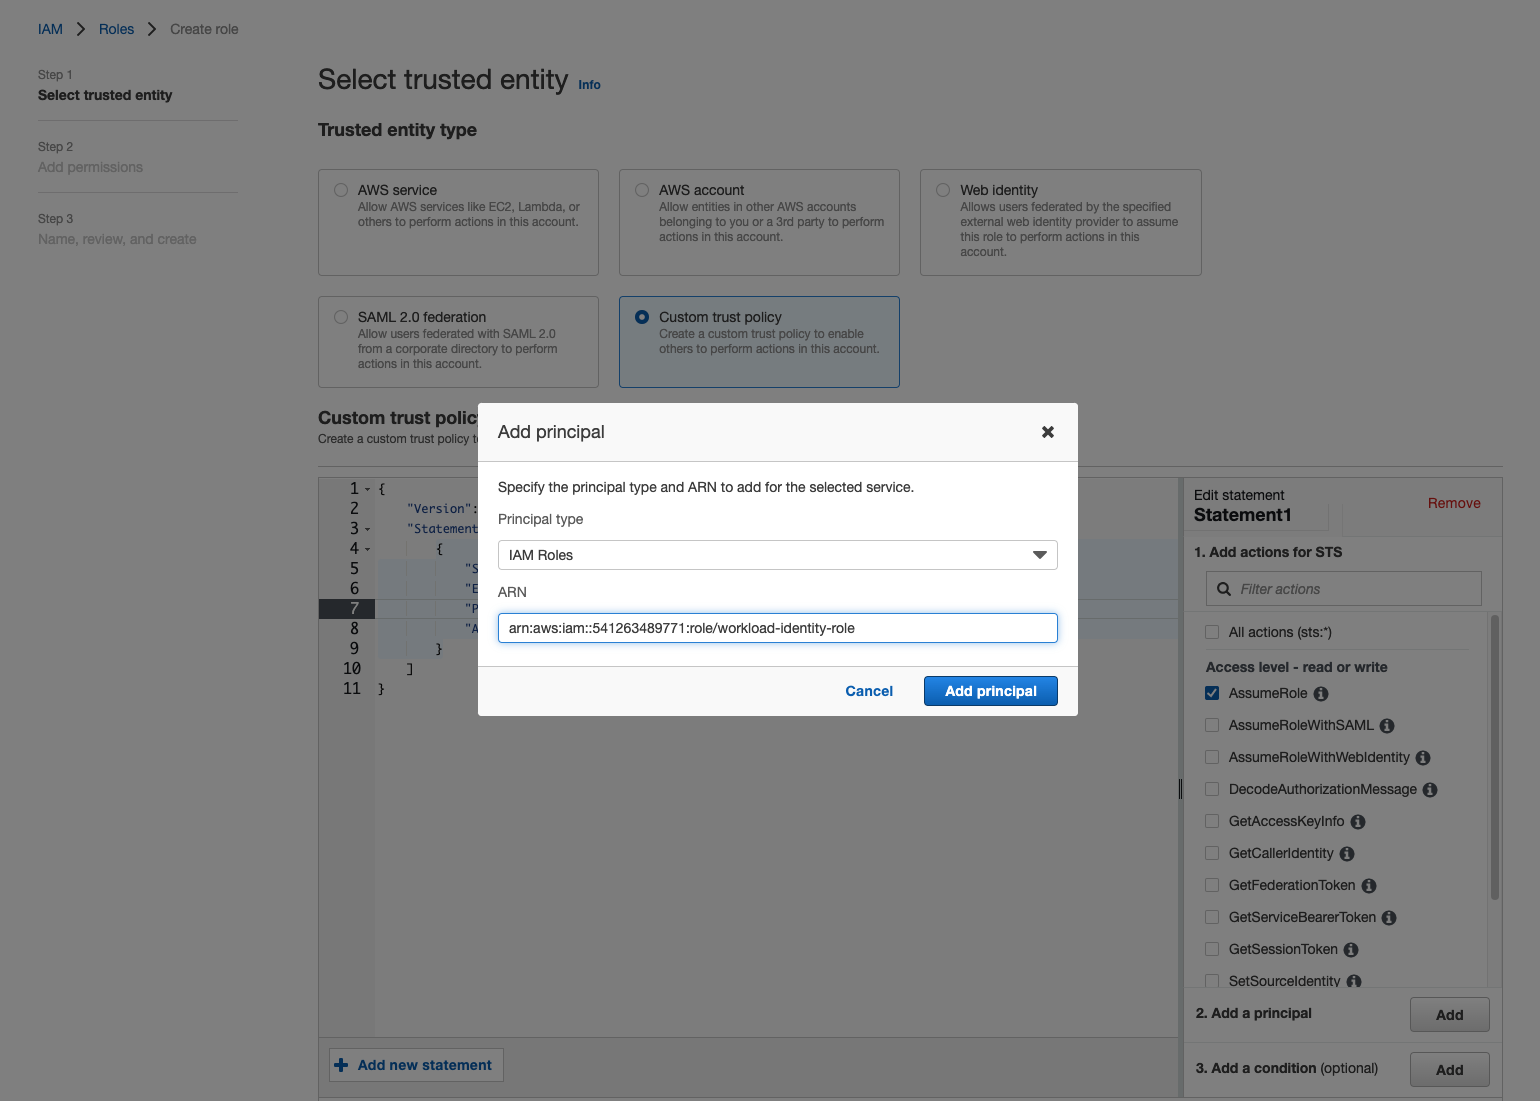 IAM > Roles > Create role
Step 1
Select trusted entity
Step 2
Add permissions
Step 3
Name, review, and create
Select trusted entity Info
Trusted entity type
AWS service
Allow AWS services like EC2, Lambda, or
others to perform actions in this account.
AWS account
Allow entities in other AWS accounts
belonging to you or a 3rd party to perform
actions in this account.
Web identity
Allows users federated by the specified
external web identity provider to assume
this role to perform actions in this
account.
SAML 2.0 federation
Allow users federated with SAML 2.0
from a corporate directory to perform
actions in this account.
Custom trust policy
Create a custom trust policy to enable
others to perform actions in this account.
Custom trust policy
Create a custom trust policy t
1 {
2 "Version":
3 "Statement
4 {
5 "S
6 "E
7 "P
8 "A
9 }
10 ]
11 }
Add new statement
Add principal
Specify the principal type and ARN to add for the selected service.
Principal type
IAM Roles
ARN
arn:aws:iam::541263489771:role/workload-identity-role
Cancel
Add principal
Edit statement
Statement1
Remove
1. Add actions for STS
Filter actions
All actions (sts:*)
Access level - read or write
AssumeRole
AssumeRoleWithSAML
AssumeRoleWithWebIdentity
DecodeAuthorizationMessage
GetAccessKeyInfo
GetCallerIdentity
GetFederationToken
GetServiceBearerToken
GetSessionToken
SetSourceIdentity
2. Add a principal
Add
3. Add a condition (optional)
Add